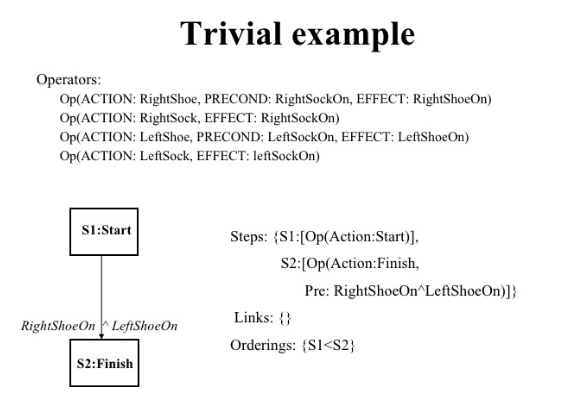 Trivial example
Operators:
Op(ACTION: RightShoe, PRECOND: RightSockOn, EFFECT: RightShoeOn)
Op(ACTION: RightSock, EFFECT: RightSockOn)
Op(ACTION: LeftShoe, PRECOND: LeftSockOn, EFFECT: LeftShoeOn)
Op(ACTION: LeftSock, EFFECT: leftSockOn)
S1:Start
RightShoeOn ^ LeftShoeOn
S2:Finish
Steps: {S1:[Op(Action:Start)],
S2:[Op(Action:Finish,
Pre: RightShoeOn^LeftShoeOn)]}
Links: {}
Orderings: {S1<S2}